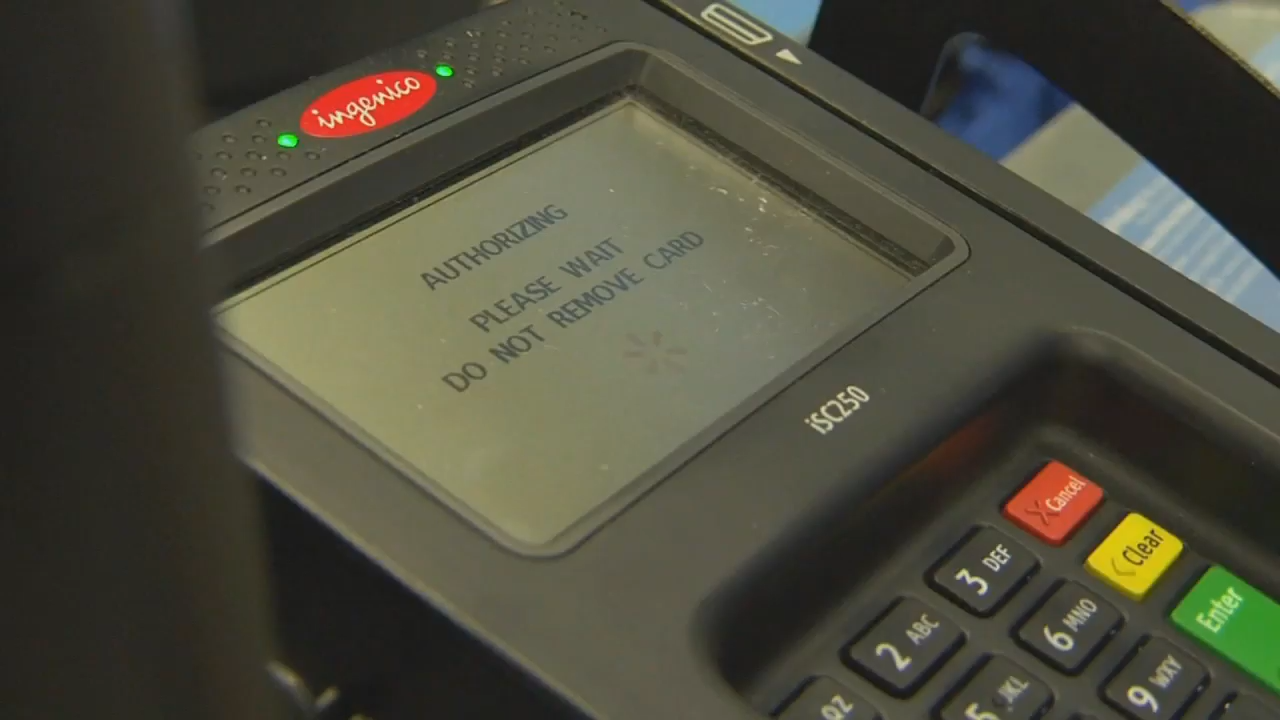 ingenico
AUTHORIZING
PLEASE WAIT
DO NOT REMOVE CARD
iSC250
Cancel
Clear
Enter
3 DEF
2 ABC
6 MNO
QZ
5 JKL
9 WXY